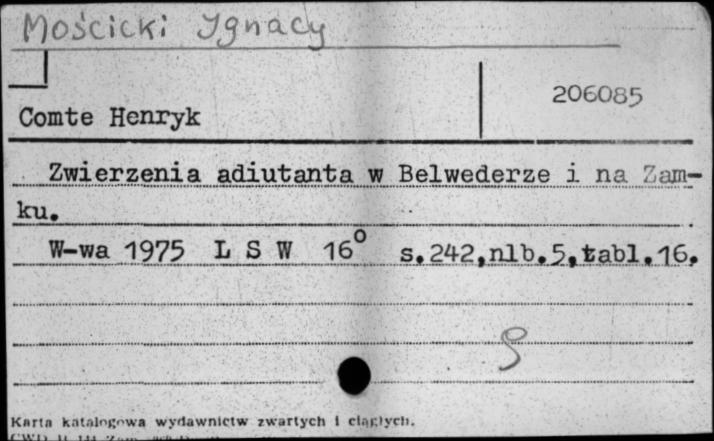 Mościcki Ignacy
206085
Comte Henryk
Zwierzenia adiutanta w Belwederze i na Zam-
ku.
W-wa 1975 L S W 16° s.242,nlb.5,tabl.16.
Karta katalogowa wydawnictw zwartych i ciągłych.